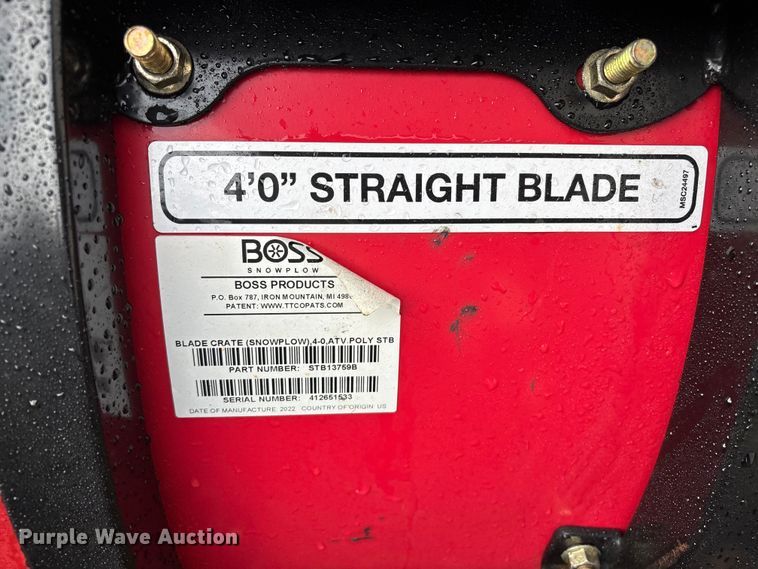 4'0" STRAIGHT BLADE
MSC24497
BOSS
SNOWPLOW
BOSS PRODUCTS
P.O. Box 787, IRON MOUNTAIN, MI
PATENT: WWW.TTCOPATS.COM
BLADE CRATE (SNOWPLOW),4-0,ATV POLY STB
PART NUMBER: STB13759B
SERIAL NUMBER: 412651533
DATE OF MANUFACTURE: 2022 COUNTRY OF ORIGIN: US
Purple Wave Auction